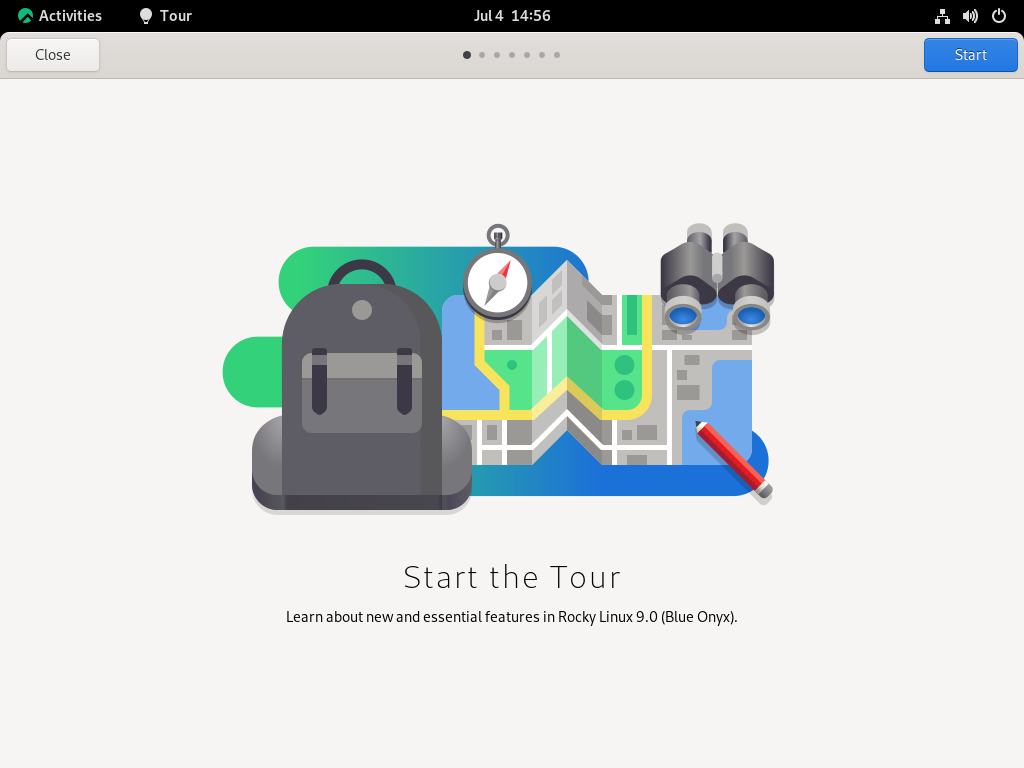 Activities
Tour
Jul 4 14:56
Close
Start
Start the Tour
Learn about new and essential features in Rocky Linux 9.0 (Blue Onyx).